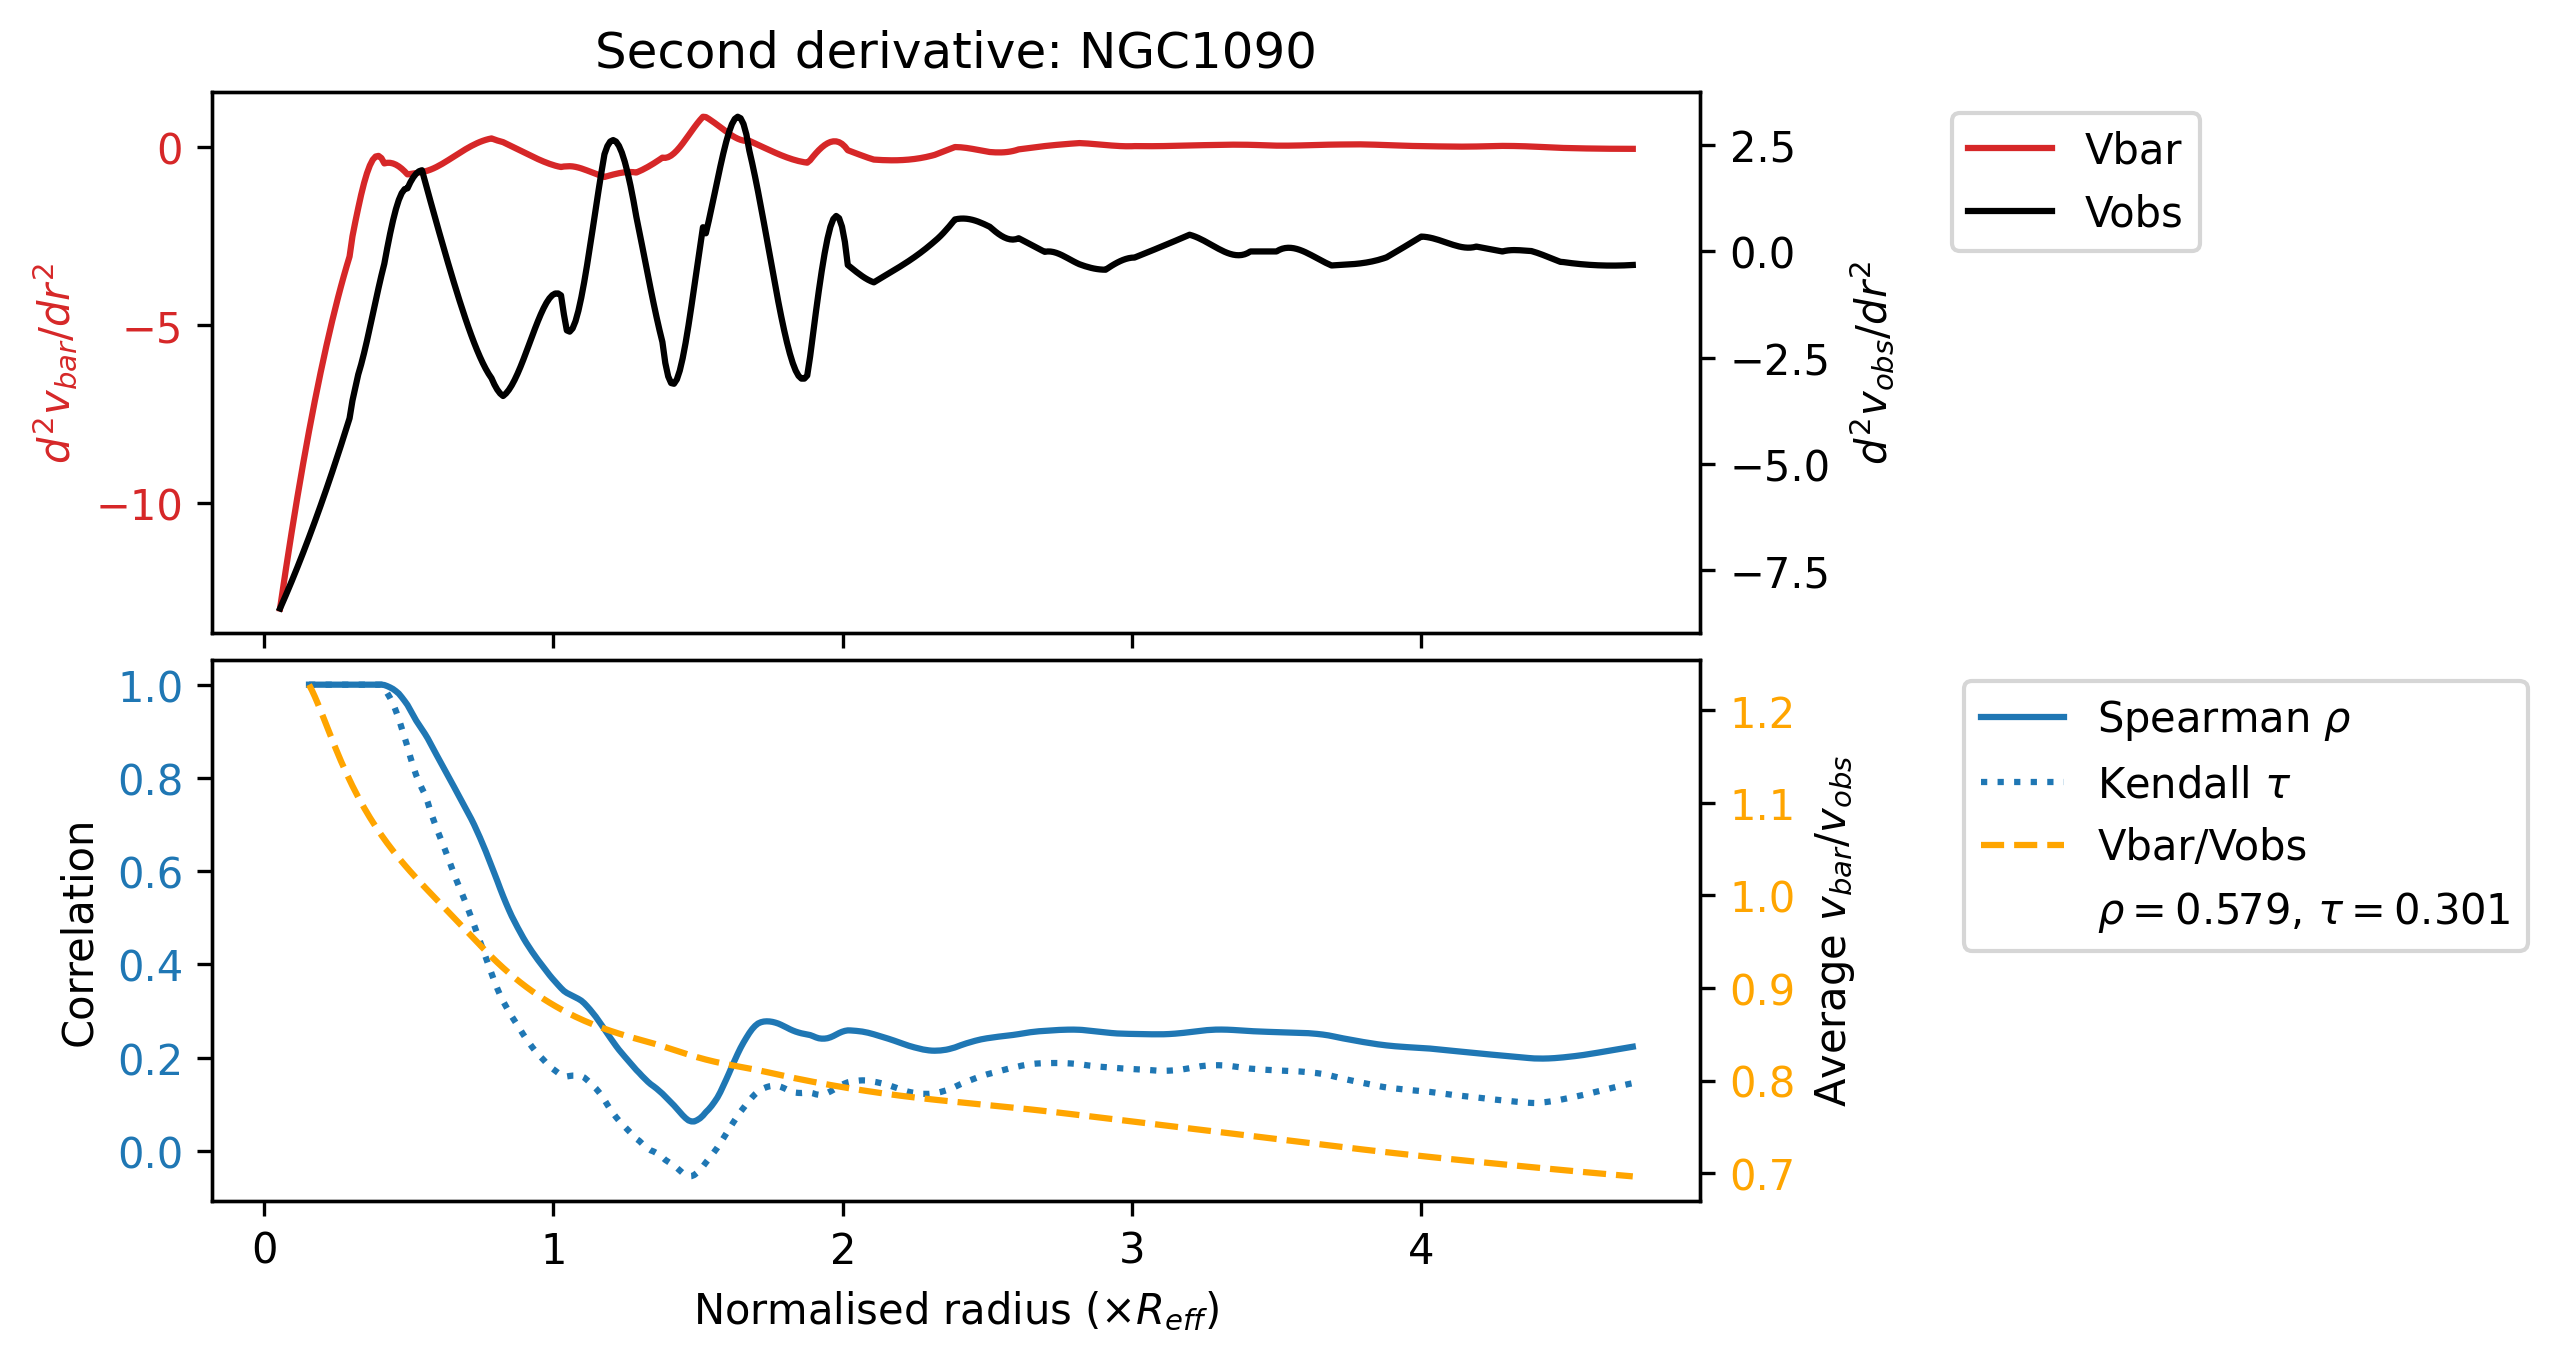 Second derivative: NGC1090
0
−5
−10
d²v_bar/dr²
2.5
0.0
−2.5
−5.0
−7.5
d²v_obs/dr²
Vbar
Vobs
1.0
0.8
0.6
0.4
0.2
0.0
Correlation
1.2
1.1
1.0
0.9
0.8
0.7
Average v_bar/v_obs
Spearman ρ
Kendall τ
Vbar/Vobs
ρ = 0.579, τ = 0.301
0 1 2 3 4
Normalised radius (×R_eff)